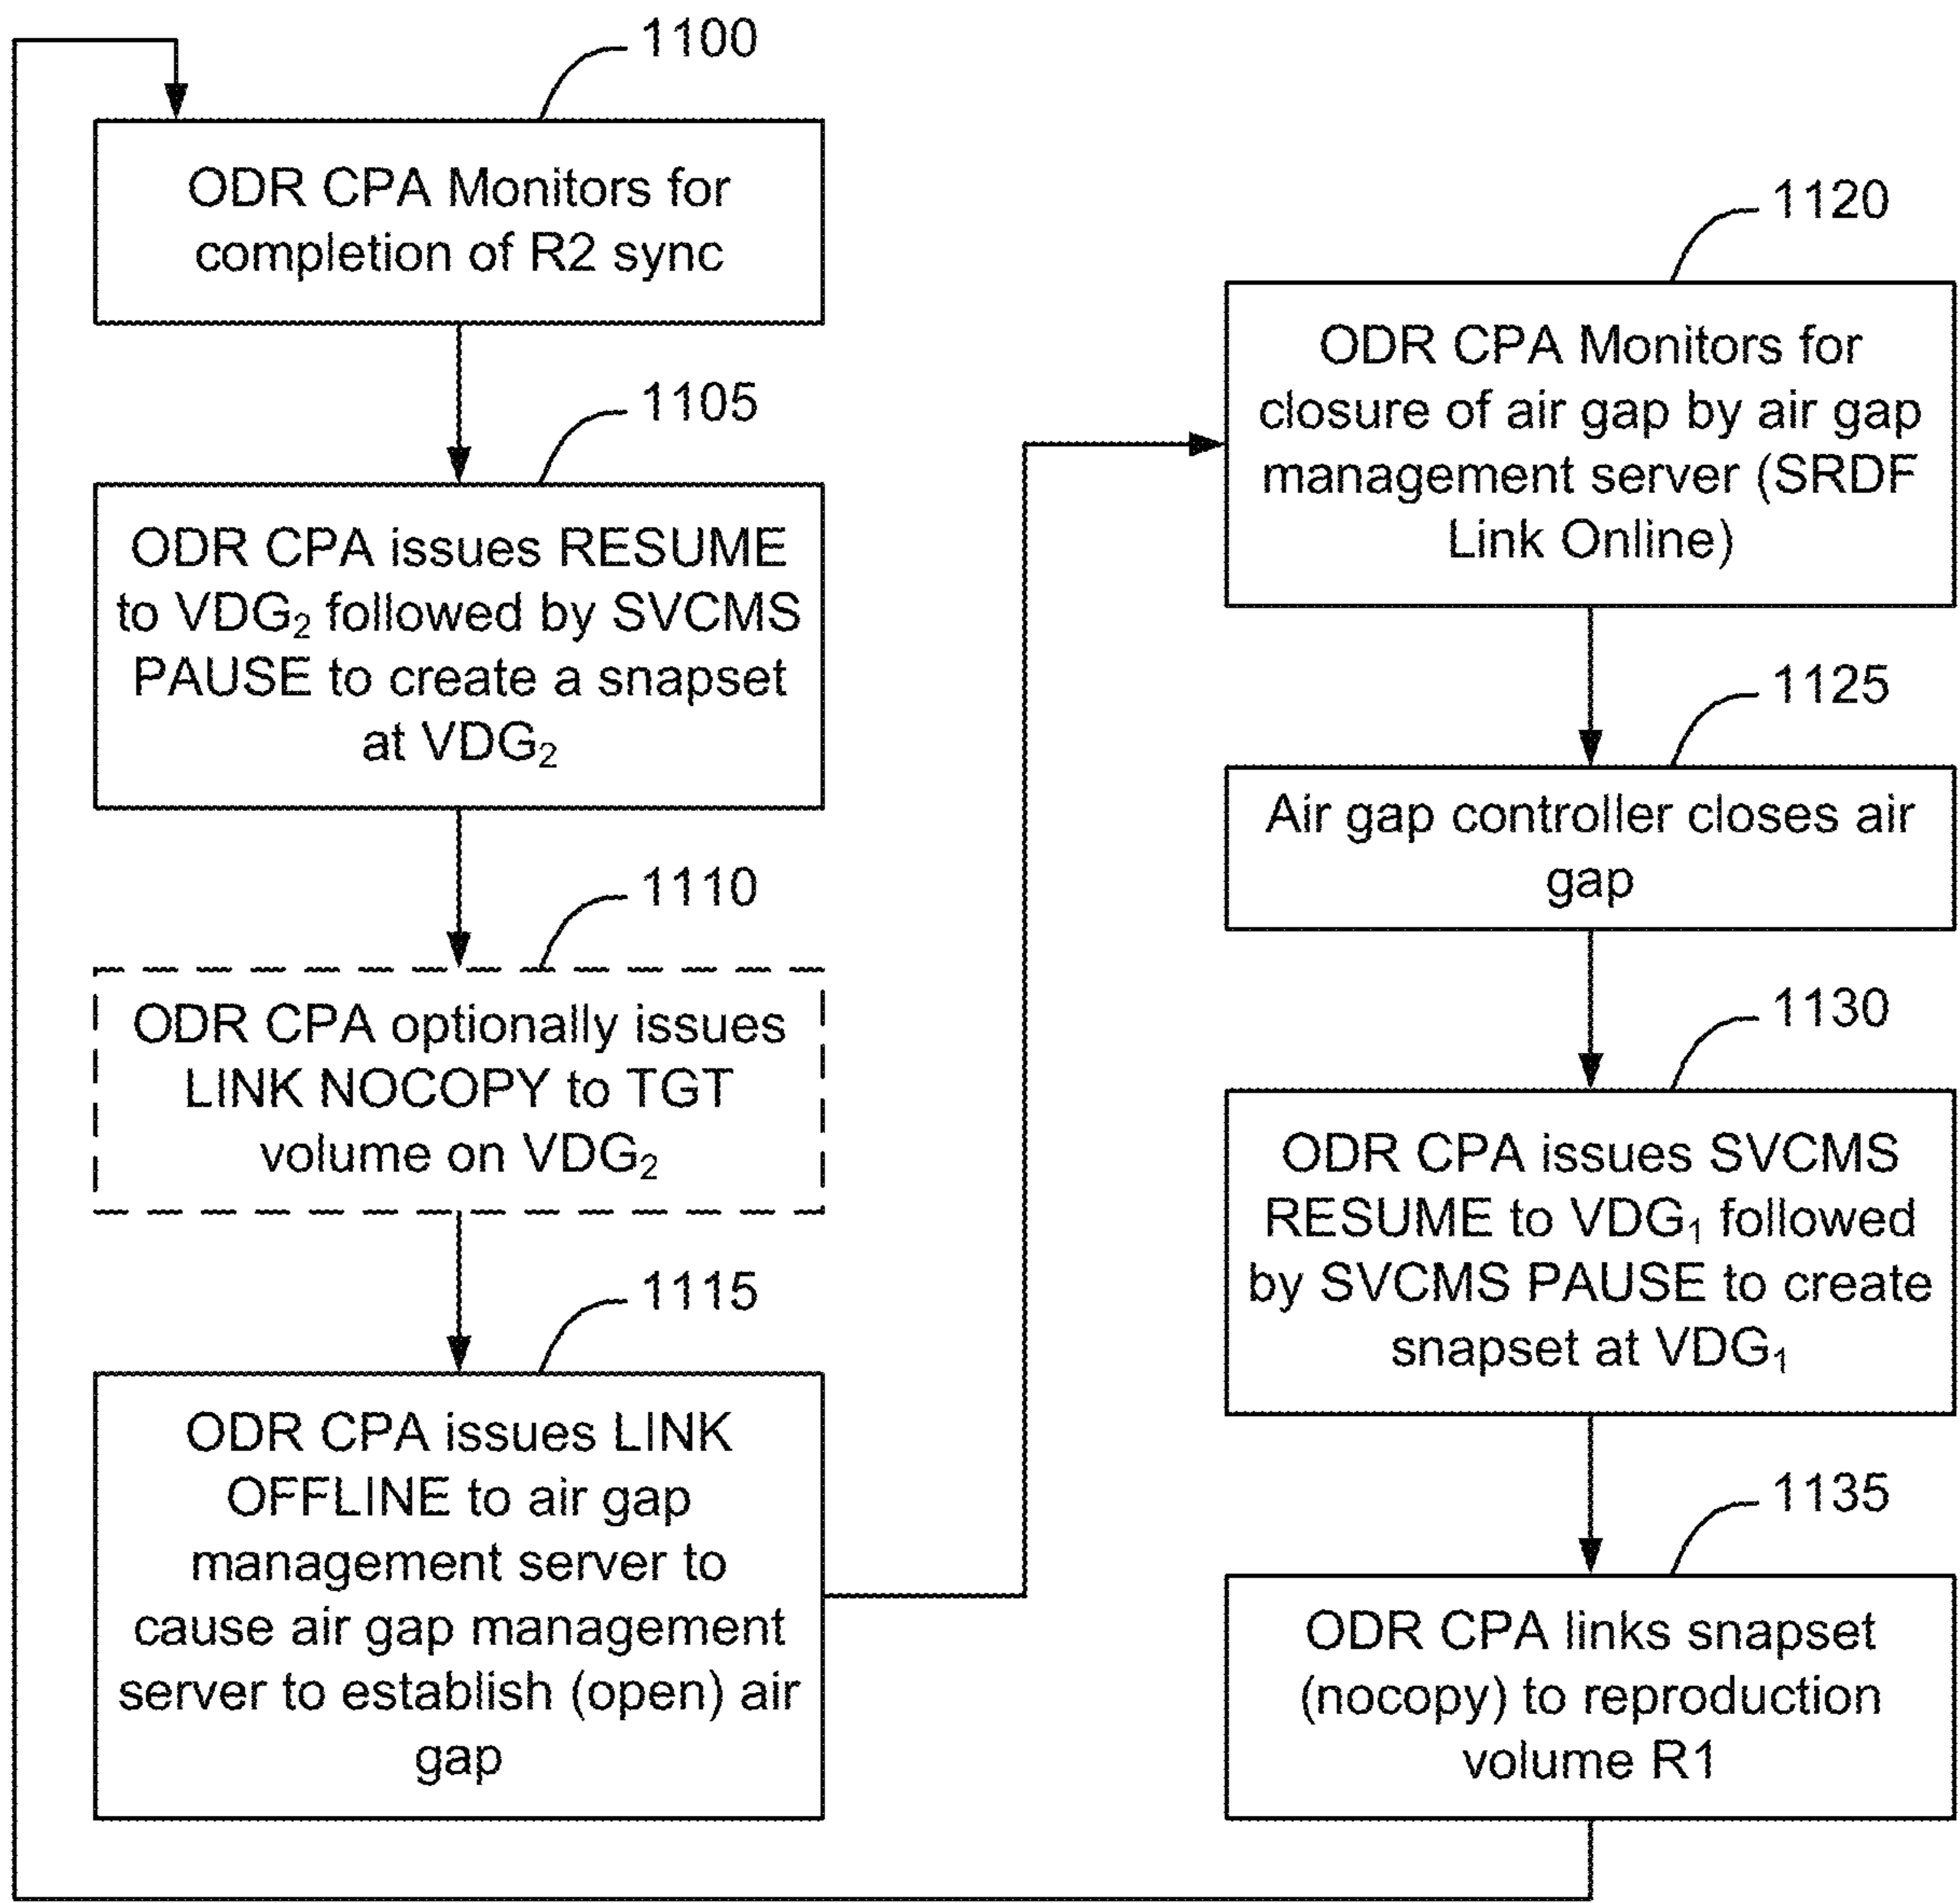 1100
ODR CPA Monitors for
completion of R2 sync
1105
ODR CPA issues RESUME
to VDG₂ followed by SVCMS
PAUSE to create a snapset
at VDG₂
1110
ODR CPA optionally issues
LINK NOCOPY to TGT
volume on VDG₂
1115
ODR CPA issues LINK
OFFLINE to air gap
management server to
cause air gap management
server to establish (open) air
gap
1120
ODR CPA Monitors for
closure of air gap by air gap
management server (SRDF
Link Online)
1125
Air gap controller closes air
gap
1130
ODR CPA issues SVCMS
RESUME to VDG₁ followed
by SVCMS PAUSE to create
snapset at VDG₁
1135
ODR CPA links snapset
(nocopy) to reproduction
volume R1